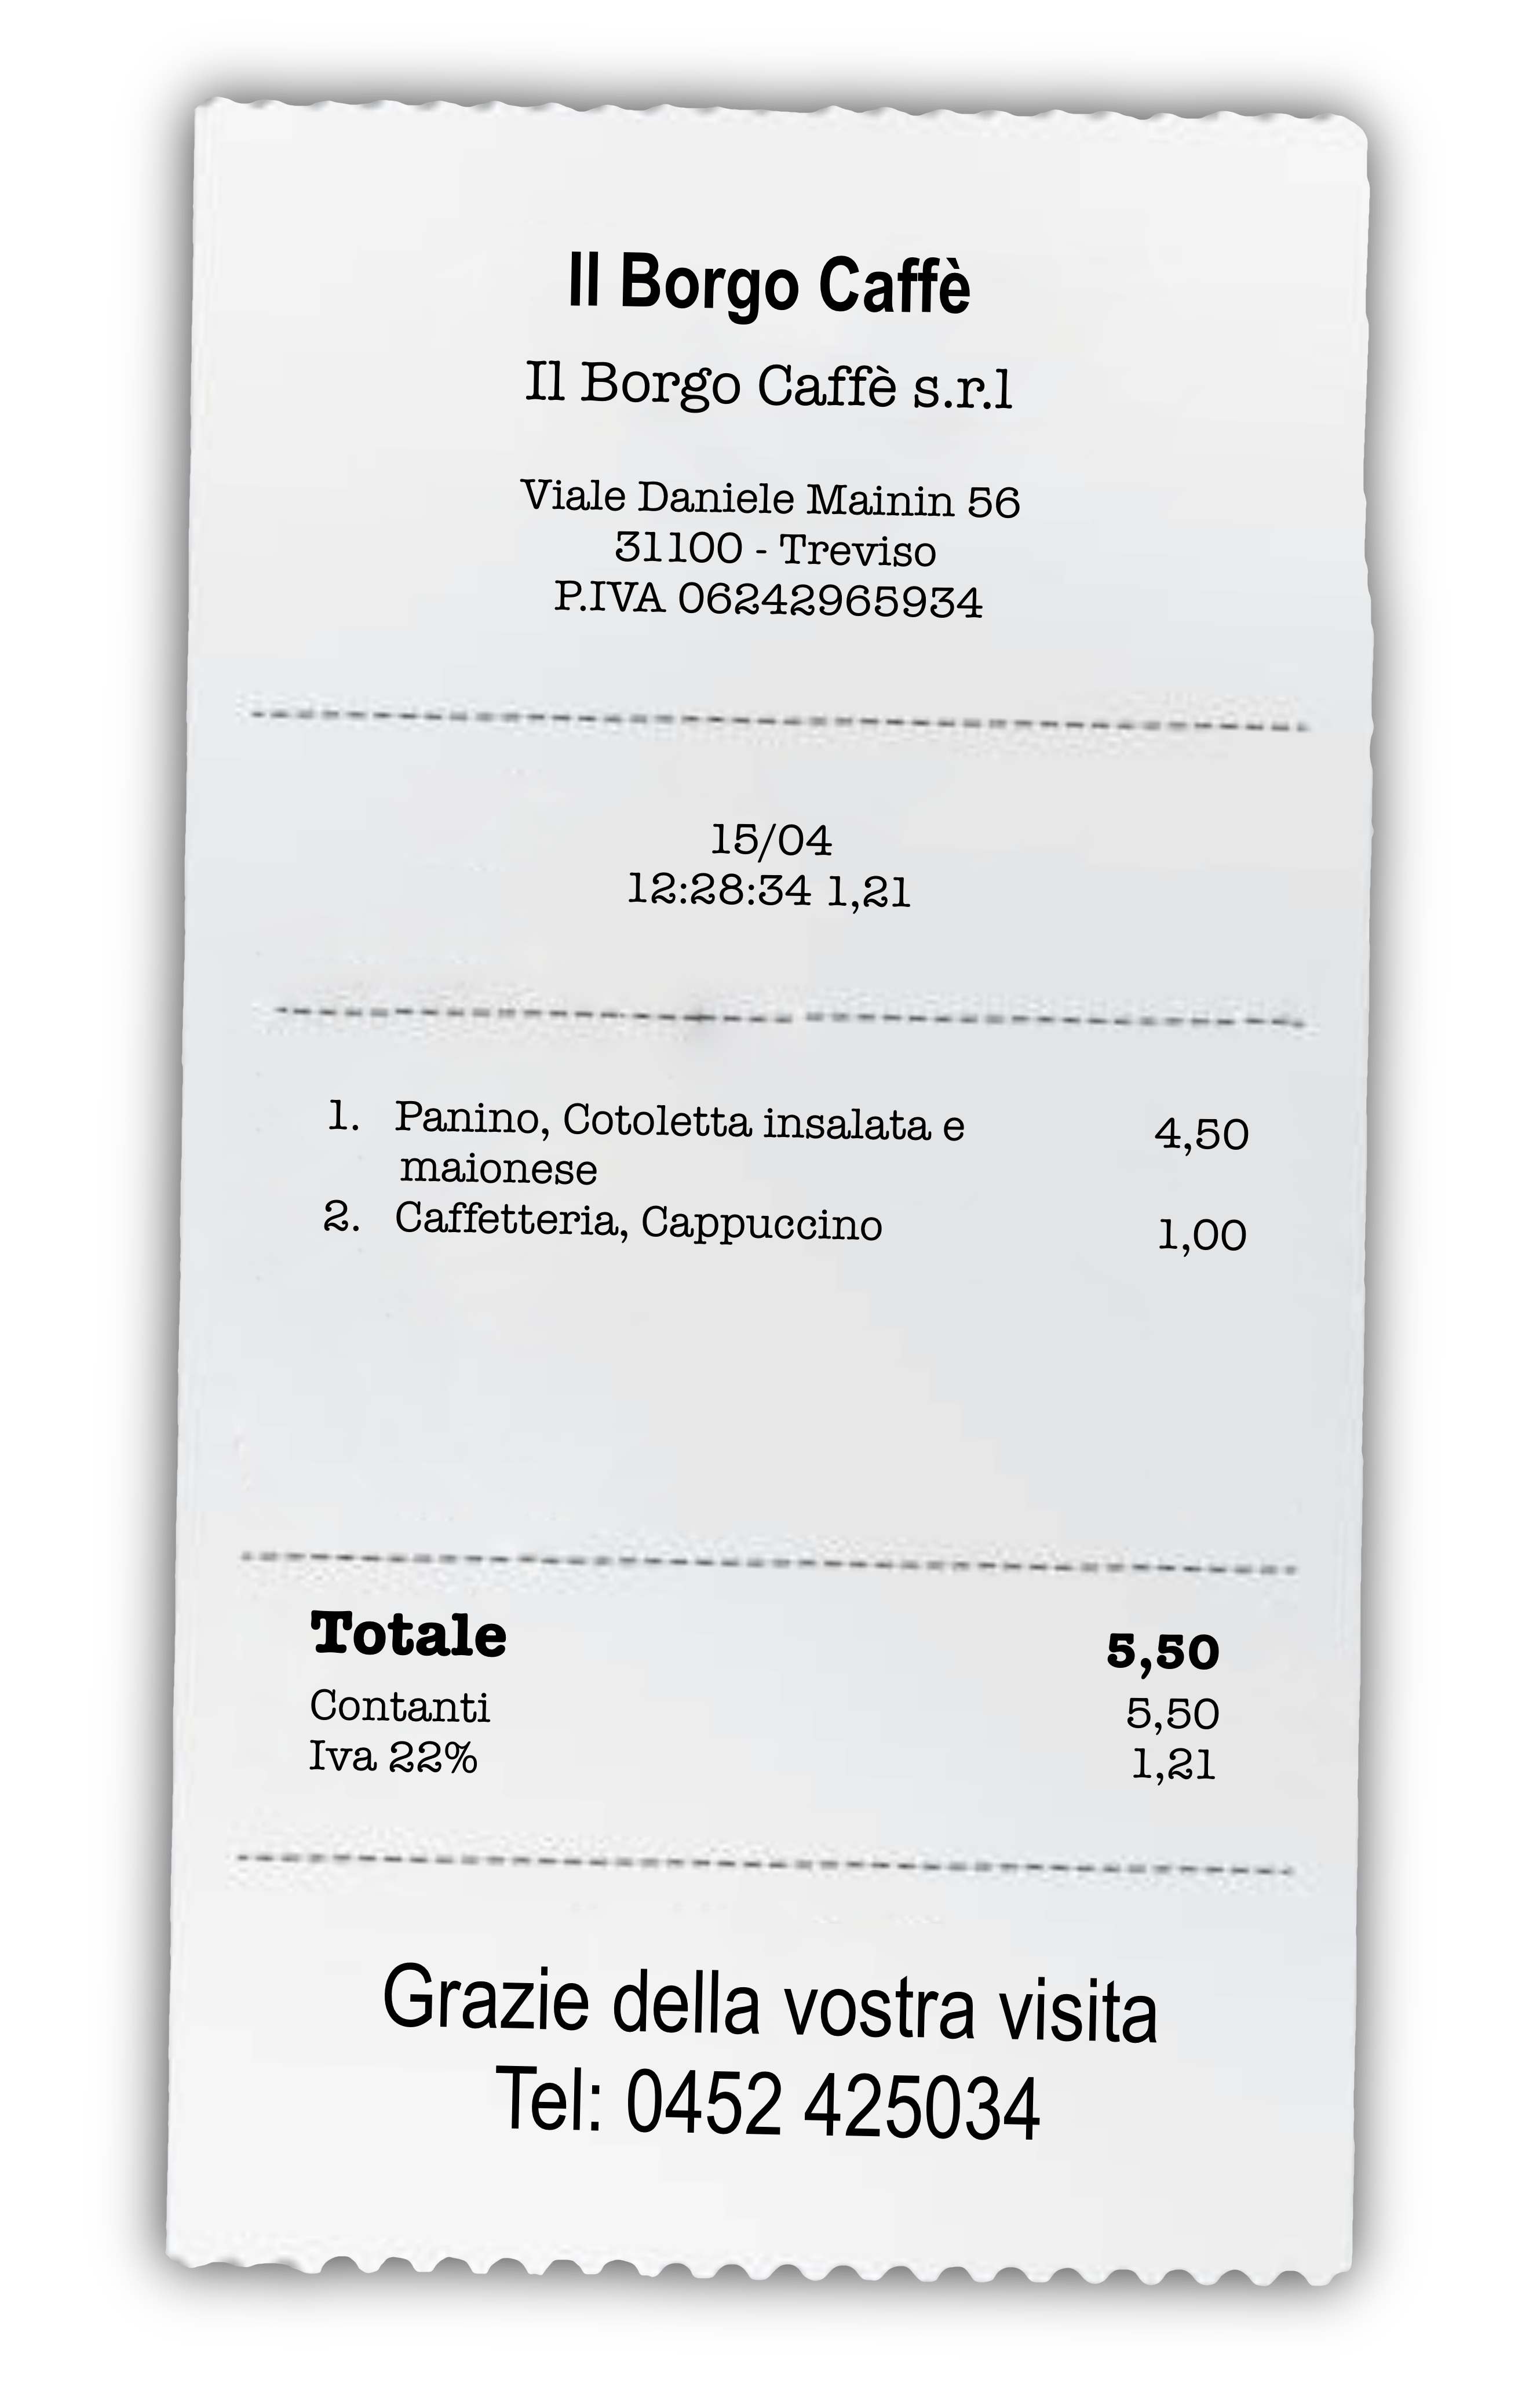 Il Borgo Caffè
Il Borgo Caffè s.r.l
Viale Daniele Mainin 56
31100 - Treviso
P.IVA 06242965934
15/04
12:28:34 1,21
1. Panino, Cotoletta insalata e 4,50
maionese
2. Caffetteria, Cappuccino 1,00
Totale 5,50
Contanti 5,50
Iva 22% 1,21
Grazie della vostra visita
Tel: 0452 425034